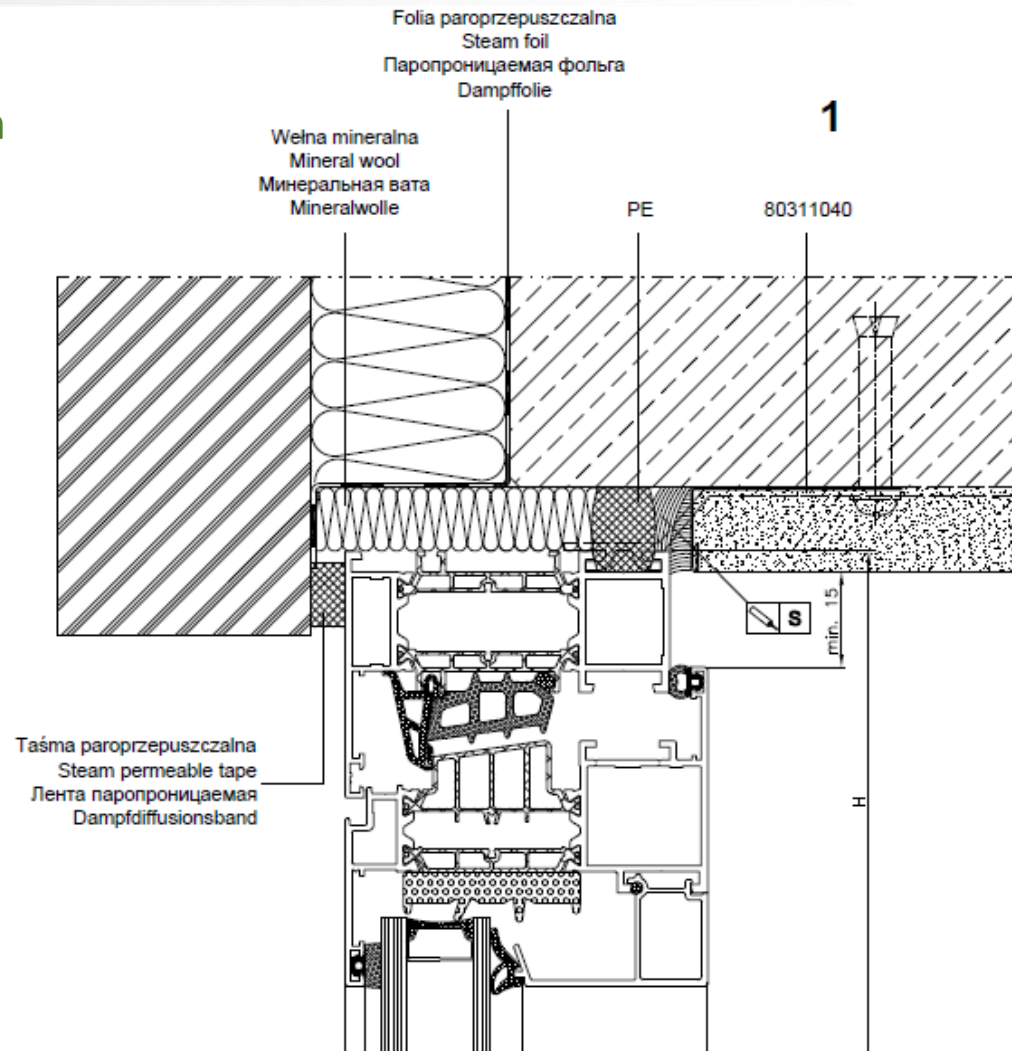 Folia paroprzepuszczalna
Steam foil
Паропроницаемая фольга
Dampffolie
1
Wełna mineralna
Mineral wool
Минеральная вата
Mineralwolle
PE
80311040
S
min. 15
Taśma paroprzepuszczalna
Steam permeable tape
Лента паропроницаемая
Dampfdiffusionsband
H